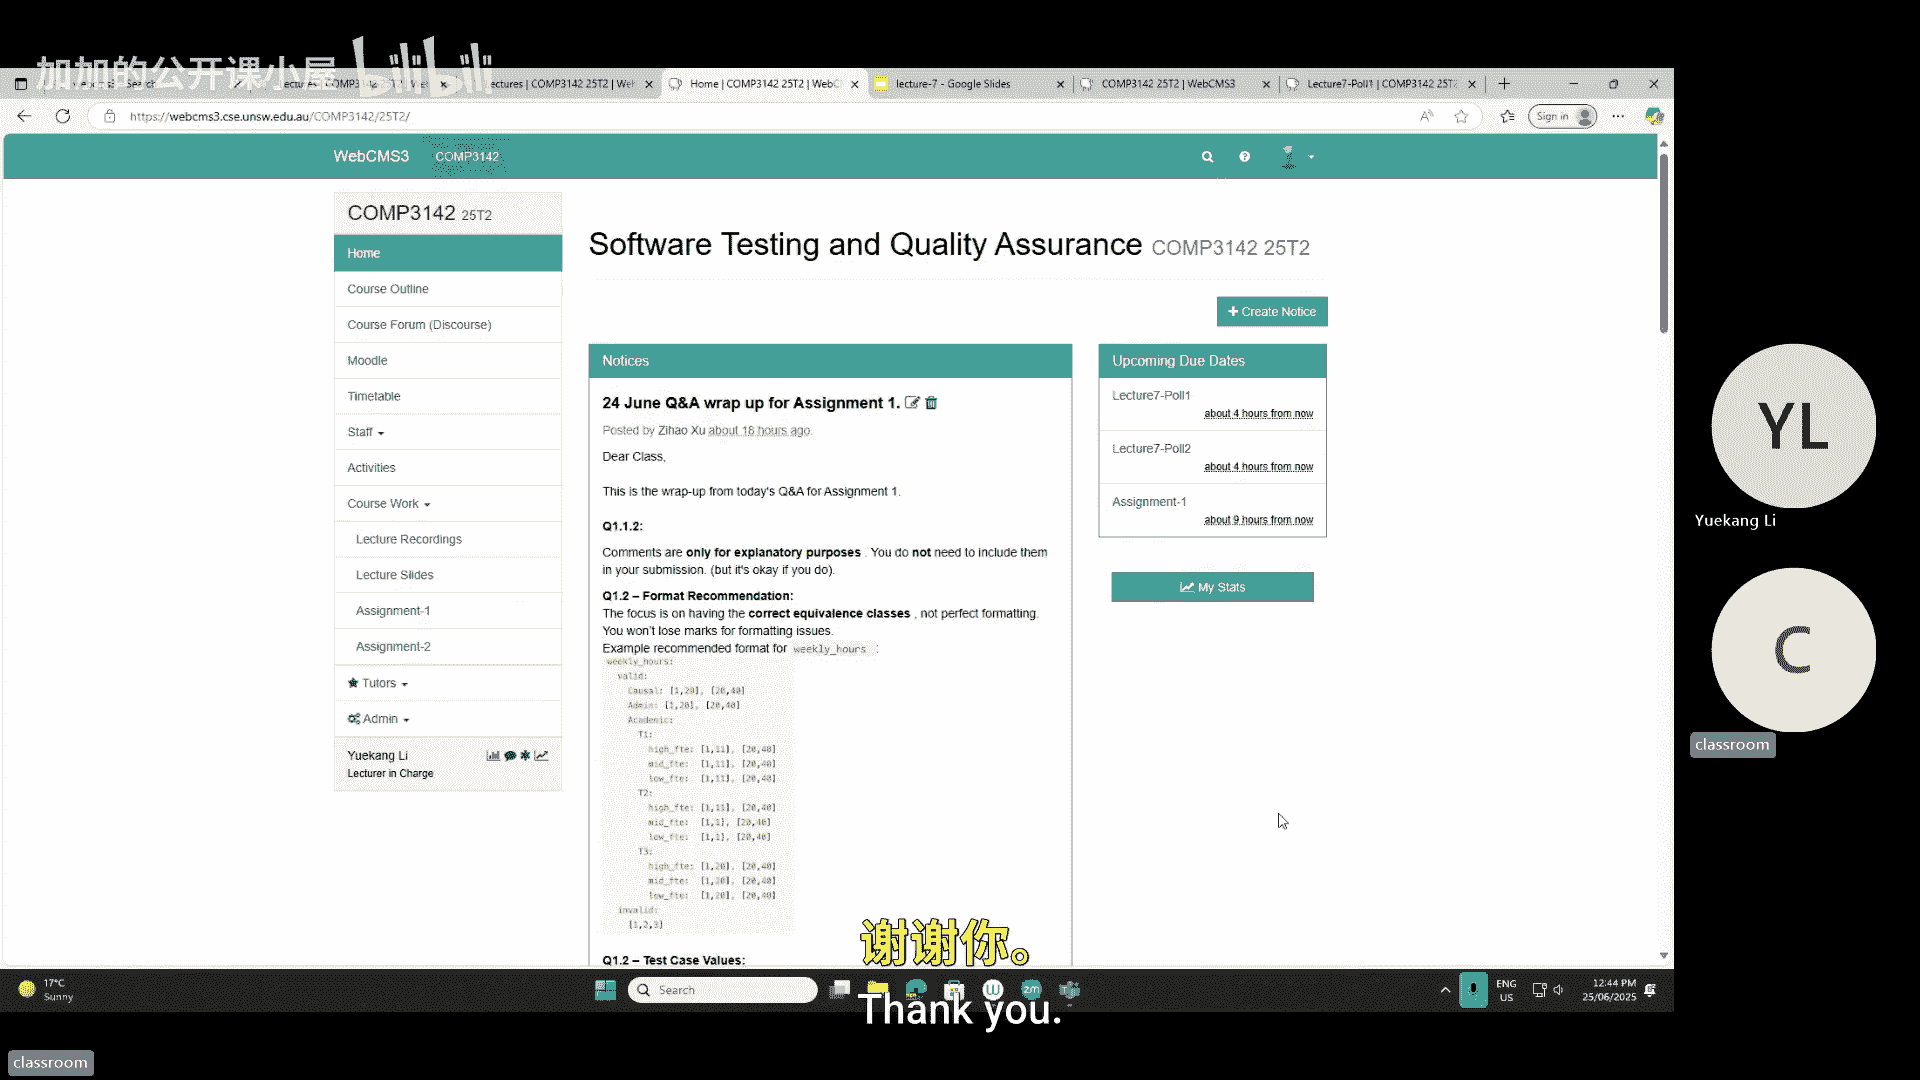 加加的公开课小屋 bilibili
ectures | COMP3142 25T2 | Wel
Home | COMP3142 25T2 | WebC
lecture-7 - Google Slides
COMP3142 25T2 | WebCMS3
Lecture7-Poll1 | COMP3142 25T2
https://webcms3.cse.unsw.edu.au/COMP3142/25T2/
Sign in
WebCMS3 COMP3142
COMP3142 25T2
Home
Course Outline
Course Forum (Discourse)
Moodle
Timetable
Staff
Activities
Course Work
Lecture Recordings
Lecture Slides
Assignment-1
Assignment-2
Tutors
Admin
Yuekang Li
Lecturer in Charge
Software Testing and Quality Assurance COMP3142 25T2
+ Create Notice
Notices
24 June Q&A wrap up for Assignment 1.
Posted by Zihao Xu about 18 hours ago.
Dear Class,
This is the wrap-up from today's Q&A for Assignment 1.
Q1.1.2:
Comments are only for explanatory purposes . You do not need to include them
in your submission. (but it's okay if you do).
Q1.2 – Format Recommendation:
The focus is on having the correct equivalence classes , not perfect formatting.
You won't lose marks for formatting issues.
Example recommended format for weekly_hours :
weekly_hours:
valid:
Causal: [1,20], [20,40]
Admin: [1,20], [20,40]
Academic:
T1:
high_fte: [1,11], [20,40]
mid_fte: [1,11], [20,40]
low_fte: [1,11], [20,40]
T2:
high_fte: [1,11], [20,40]
mid_fte: [1,1], [20,40]
low_fte: [1,1], [20,40]
T3:
high_fte: [1,20], [20,40]
mid_fte: [1,20], [20,40]
low_fte: [1,20], [20,40]
invalid:
[1,2,3]
Q1.2 – Test Case Values:
Upcoming Due Dates
Lecture7-Poll1
about 4 hours from now
Lecture7-Poll2
about 4 hours from now
Assignment-1
about 9 hours from now
My Stats
YL
Yuekang Li
C
classroom
谢谢你。
Thank you.
17°C
Sunny
Search
zm
ENG
US
12:44 PM
25/06/2025
classroom